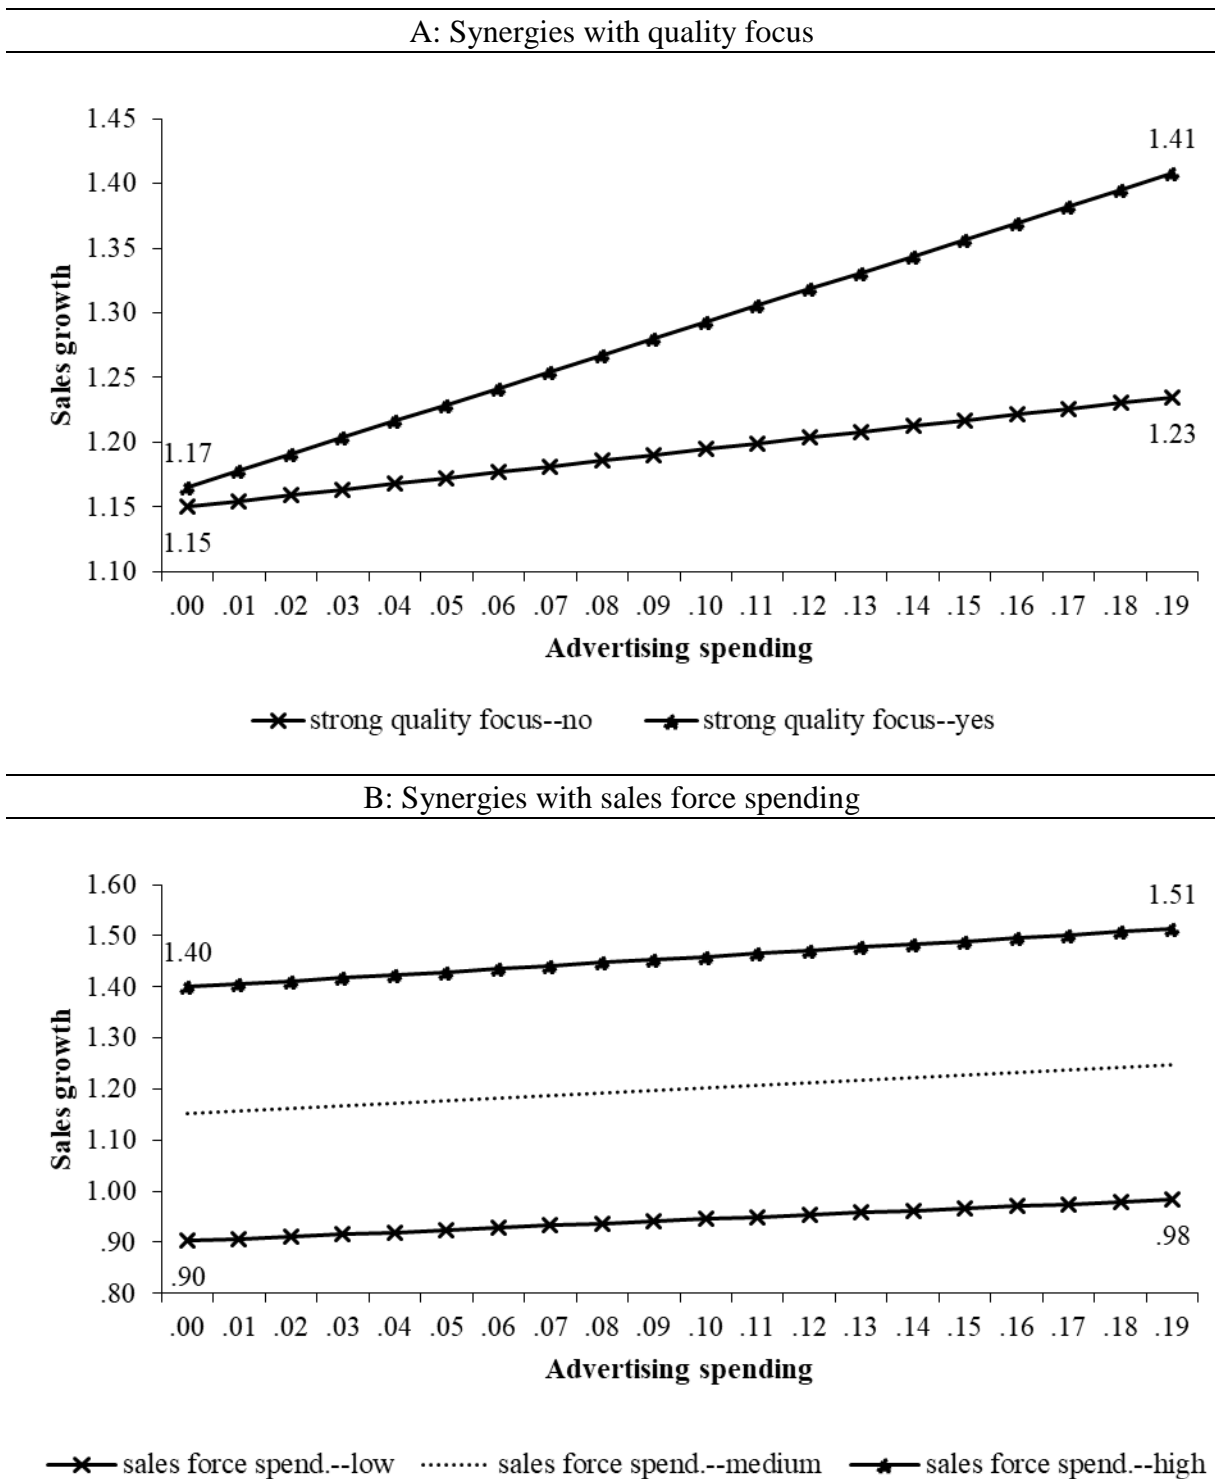 A: Synergies with quality focus
1.45
1.41
1.40
1.35
1.30
1.25
1.20
1.17
1.23
1.15
1.15
1.10
Sales growth
.00 .01 .02 .03 .04 .05 .06 .07 .08 .09 .10 .11 .12 .13 .14 .15 .16 .17 .18 .19
Advertising spending
strong quality focus--no strong quality focus--yes
B: Synergies with sales force spending
1.60
1.51
1.50
1.40
1.40
1.30
1.20
1.10
1.00
.90
.98
.90
.80
Sales growth
.00 .01 .02 .03 .04 .05 .06 .07 .08 .09 .10 .11 .12 .13 .14 .15 .16 .17 .18 .19
Advertising spending
sales force spend.--low sales force spend.--medium sales force spend.--high